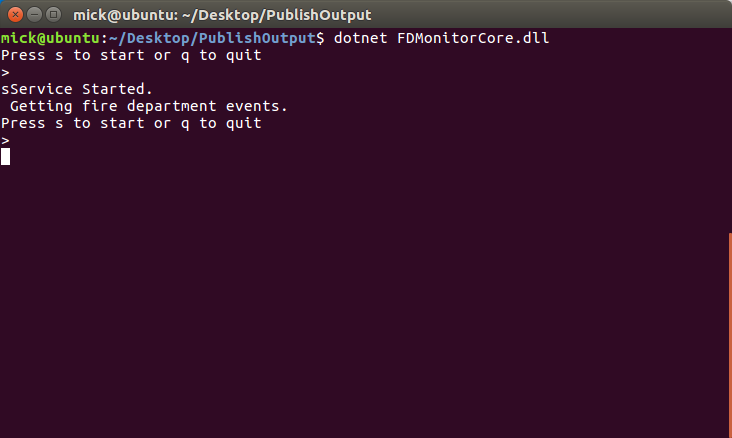 mick@ubuntu: ~/Desktop/PublishOutput
mick@ubuntu:~/Desktop/PublishOutput$ dotnet FDMonitorCore.dll
Press s to start or q to quit
>
sService Started.
 Getting fire department events.
Press s to start or q to quit
>